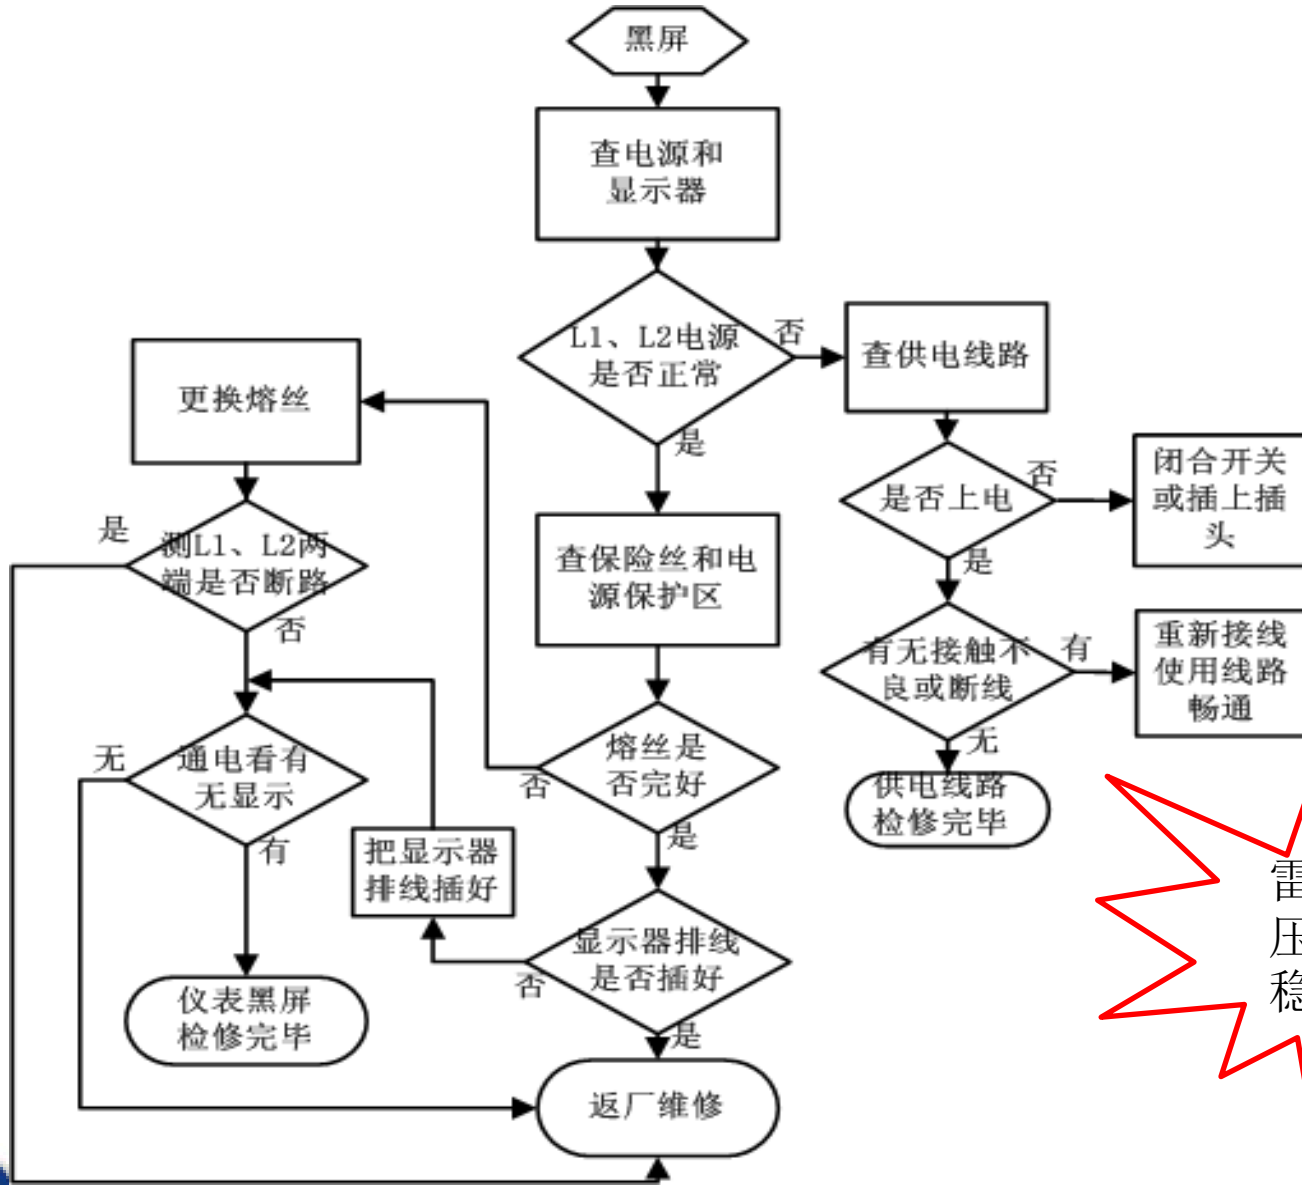 黑屏
查电源和
显示器
L1、L2电源
是否正常
否
是
查供电线路
是否上电
否
是
闭合开关
或插上插
头
有无接触不
良或断线
有
无
重新接线
使用线路
畅通
供电线路
检修完毕
查保险丝和电
源保护区
熔丝是
否完好
否
是
更换熔丝
测L1、L2两
端是否断路
是
否
通电看有
无显示
无
有
把显示器
排线插好
显示器排线
是否插好
否
是
仪表黑屏
检修完毕
返厂维修
雷
压
稳